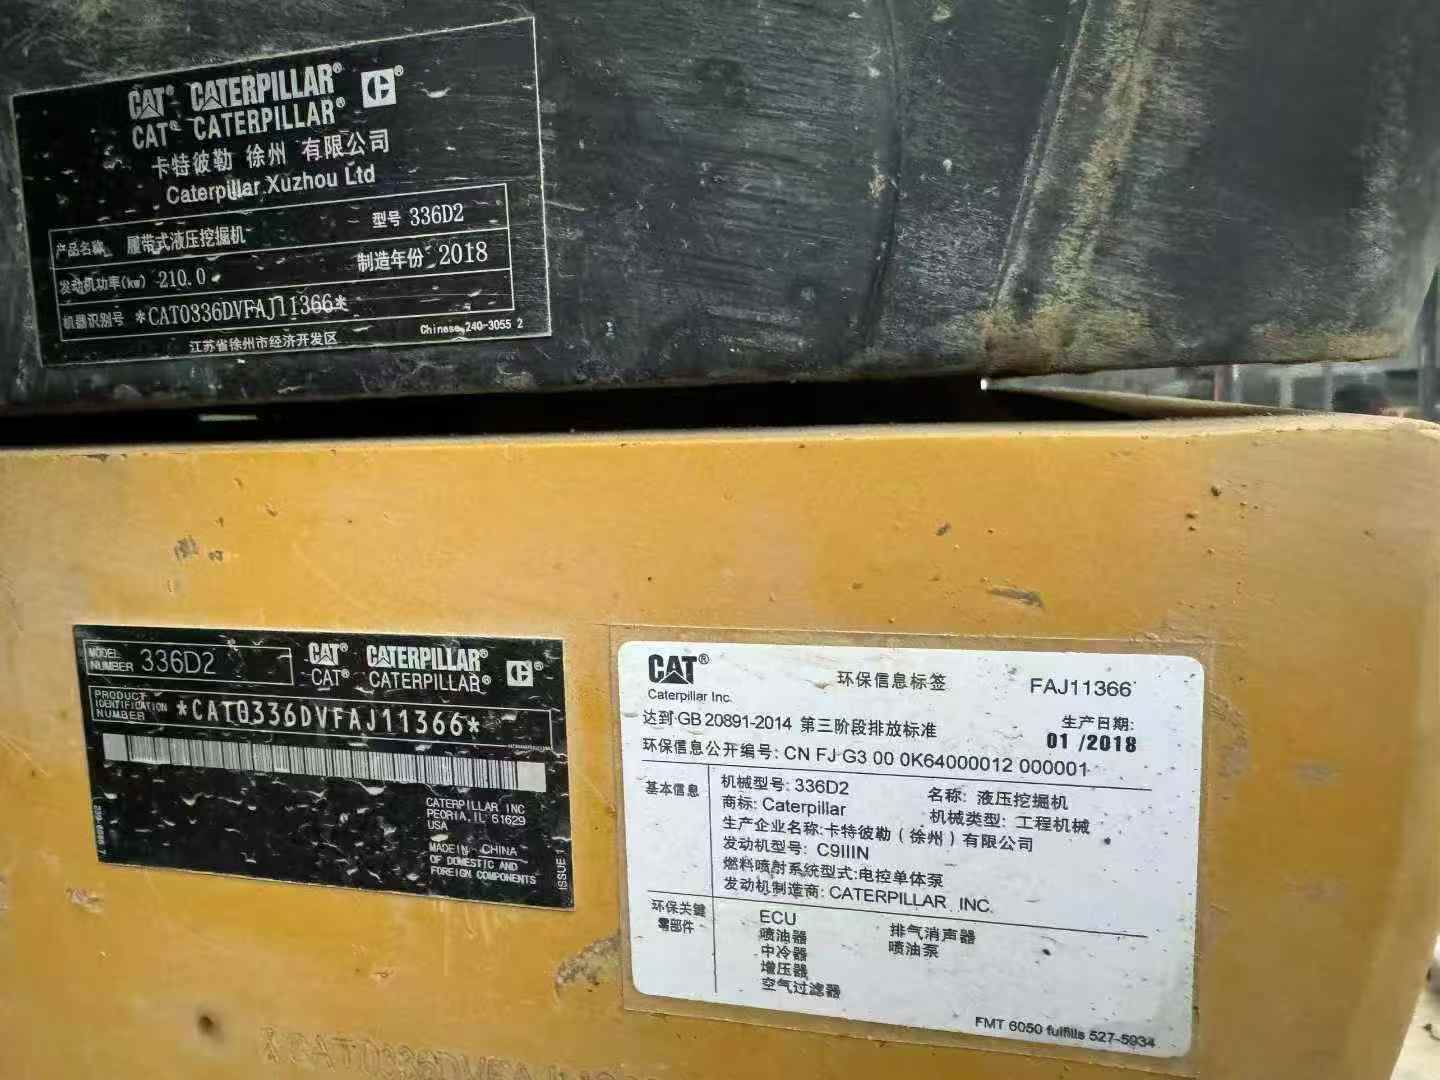 CAT® CATERPILLAR®
CAT® CATERPILLAR®
卡特彼勒 徐州 有限公司
Caterpillar Xuzhou Ltd
产品名称 履带式液压挖掘机 型号 336D2
发动机功率(kw) 210.0 制造年份 2018
机器识别号 *CAT0336DVFAJ11366*
江苏省徐州市经济开发区
Chinese 240-3055 2
MODEL NUMBER 336D2
CAT® CATERPILLAR®
CAT® CATERPILLAR®
PRODUCT
IDENTIFICATION
NUMBER *CAT0336DVFAJ11366*
CATERPILLAR INC
PEORIA, IL 61629
USA
MADE IN CHINA
OF DOMESTIC AND
FOREIGN COMPONENTS
ISSUE
CAT® 环保信息标签 FAJ11366
Caterpillar Inc.
达到 GB 20891-2014 第三阶段排放标准
生产日期:
01 /2018
环保信息公开编号: CN FJ G3 00 0K64000012 000001
基本信息
机械型号: 336D2 名称: 液压挖掘机
商标: Caterpillar 机械类型: 工程机械
生产企业名称: 卡特彼勒（徐州）有限公司
发动机型号: C9IIIN
燃料喷射系统型式: 电控单体泵
发动机制造商: CATERPILLAR INC.
环保关键
零部件
ECU 排气消声器
喷油器 喷油泵
中冷器
增压器
空气过滤器
FMT 6050 fulfills 527-5934